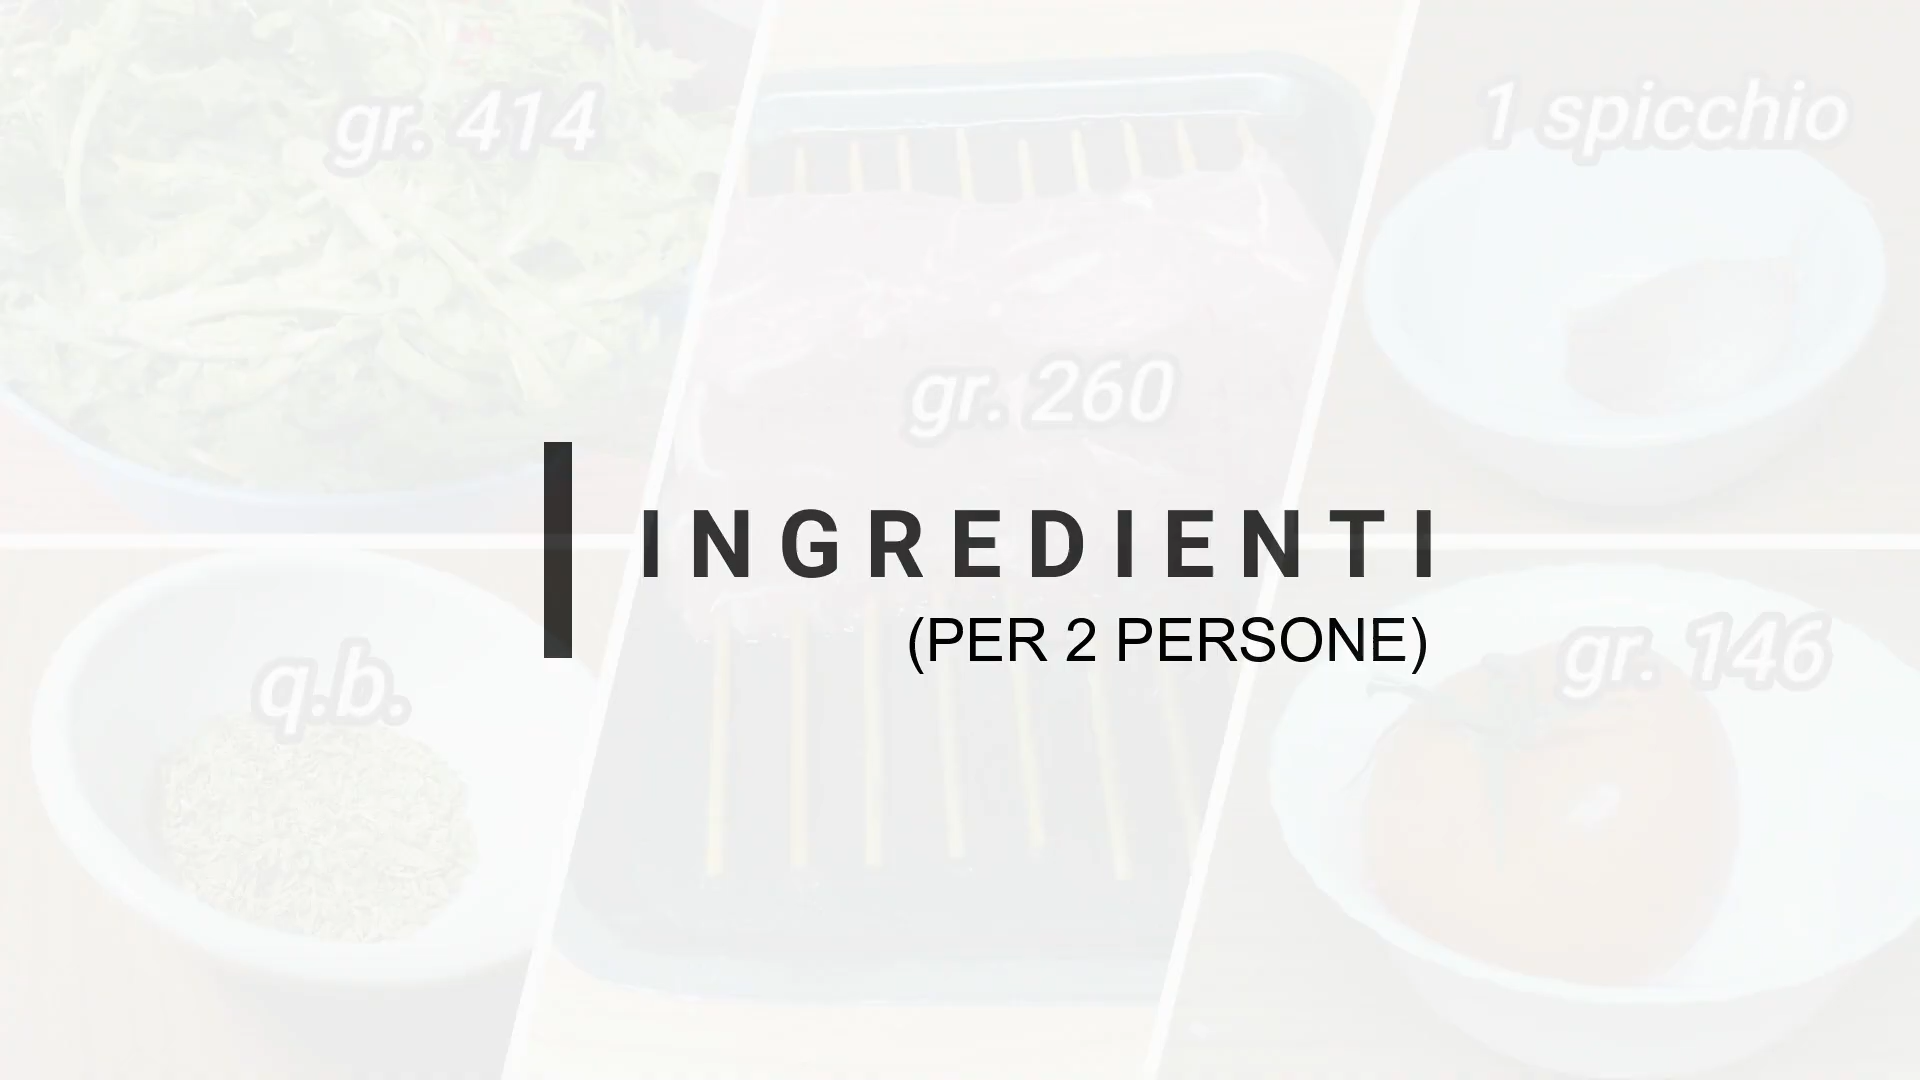 gr. 414
1 spicchio
gr. 260
INGREDIENTI
(PER 2 PERSONE)
q.b.
gr. 146